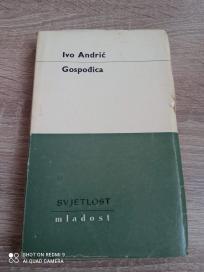 Ivo Andrić
Gospođica
SVJETLOST
mladost
SHOT ON REDMI 9
AI QUAD CAMERA